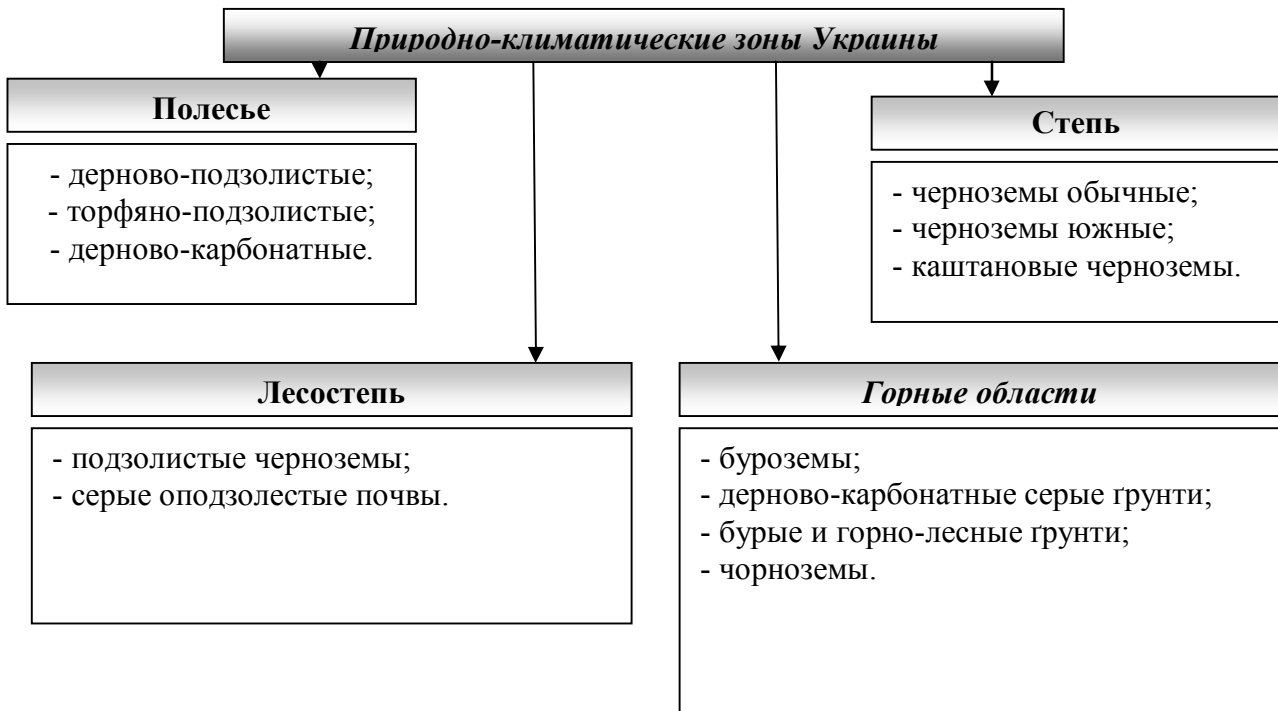 Природно-климатические зоны Украины
Полесье
- дерново-подзолистые;
- торфяно-подзолистые;
- дерново-карбонатные.
Степь
- черноземы обычные;
- черноземы южные;
- каштановые черноземы.
Лесостепь
- подзолистые черноземы;
- серые оподзолестые почвы.
Горные области
- буроземы;
- дерново-карбонатные серые ґрунти;
- бурые и горно-лесные ґрунти;
- чорноземы.